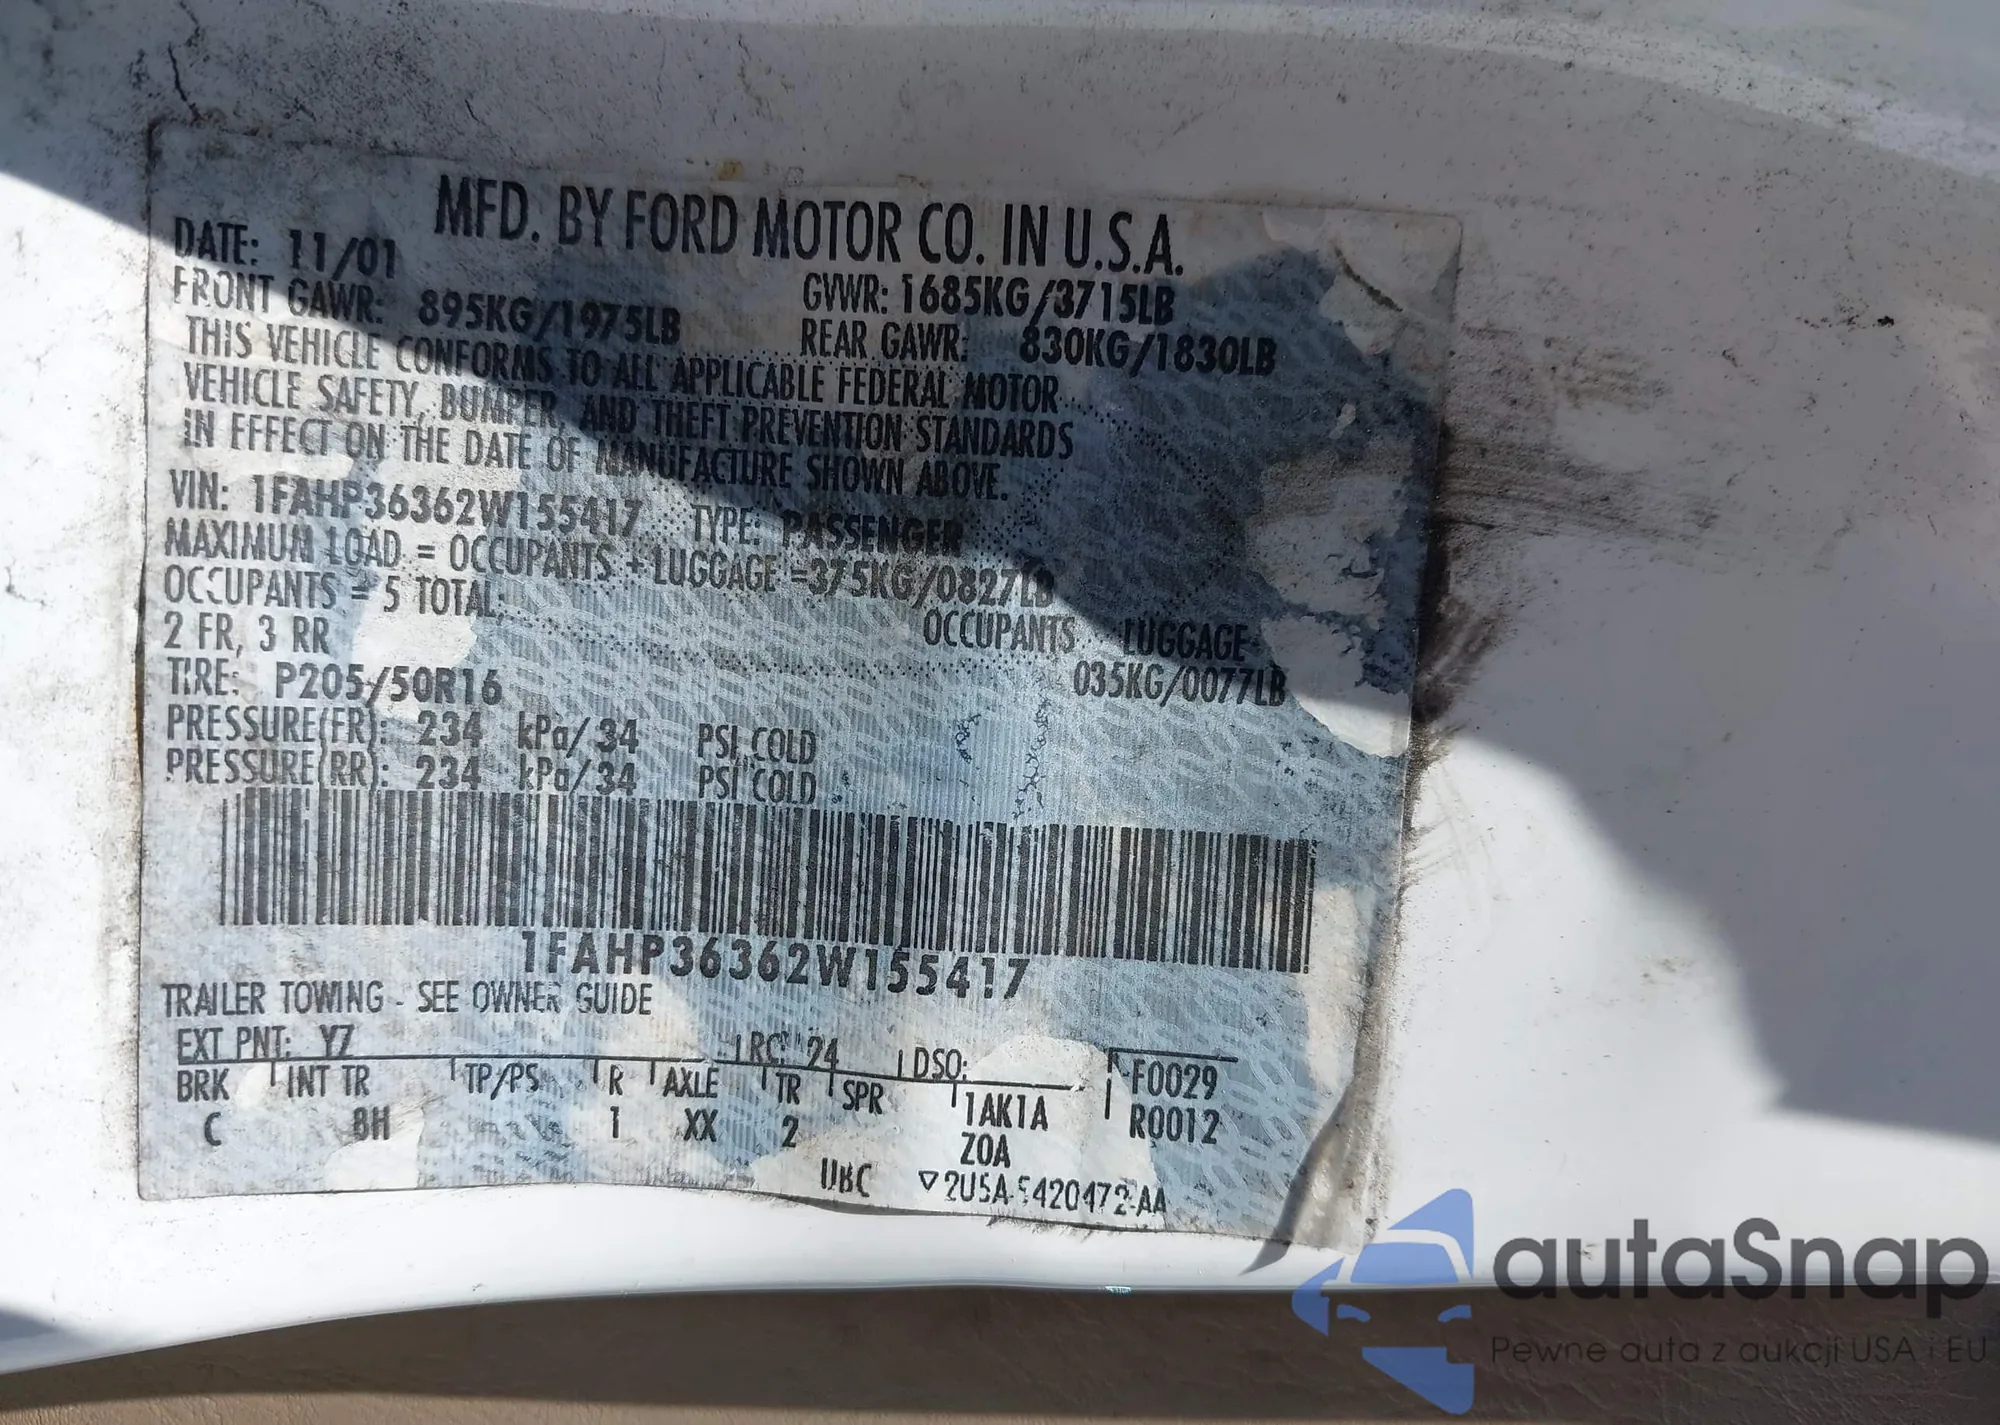 MFD. BY FORD MOTOR CO. IN U.S.A.
DATE: 11/01 GVWR: 1685KG/3715LB
FRONT GAWR: 895KG/1975LB REAR GAWR: 830KG/1830LB
THIS VEHICLE CONFORMS TO ALL APPLICABLE FEDERAL MOTOR
VEHICLE SAFETY, BUMPER, AND THEFT PREVENTION STANDARDS
IN EFFECT ON THE DATE OF MANUFACTURE SHOWN ABOVE.
VIN: 1FAHP36362W155417 TYPE: PASSENGER
MAXIMUM LOAD = OCCUPANTS + LUGGAGE = 375KG/0827LB
OCCUPANTS = 5 TOTAL: OCCUPANTS LUGGAGE
2 FR, 3 RR 035KG/0077LB
TIRE: P205/50R16
PRESSURE(FR): 234 kPa/34 PSI COLD
PRESSURE(RR): 234 kPa/34 PSI COLD
1FAHP36362W155417
TRAILER TOWING - SEE OWNER GUIDE
EXT PNT: Y7 RC: 24 DSO: F0029
BRK INT TR TP/PS R AXLE TR SPR 1AK1A R0012
C 8H 1 XX 2 ZOA
UBC ▽2U5A-5420472-AA
autaSnap
Pewne auta z aukcji USA i EU